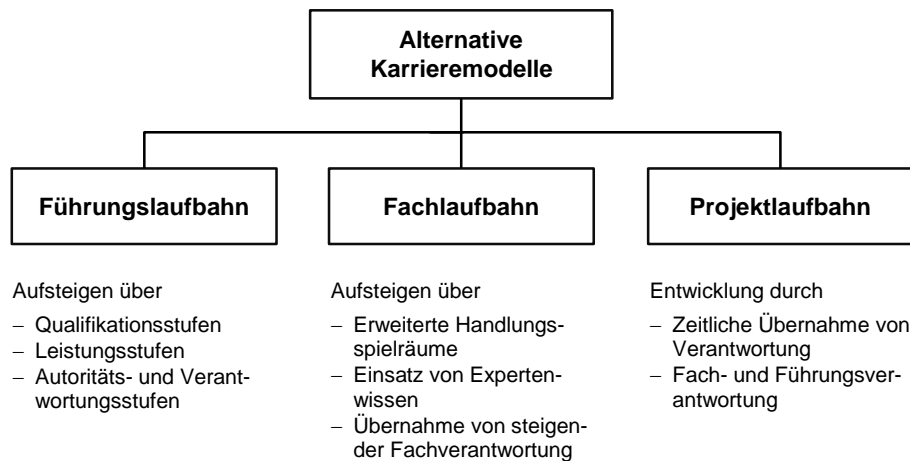 Alternative
Karrieremodelle
Führungslaufbahn
Fachlaufbahn
Projektlaufbahn
Aufsteigen über
– Qualifikationsstufen
– Leistungsstufen
– Autoritäts- und Verant-
wortungsstufen
Aufsteigen über
– Erweiterte Handlungs-
spielräume
– Einsatz von Experten-
wissen
– Übernahme von steigen-
der Fachverantwortung
Entwicklung durch
– Zeitliche Übernahme von
Verantwortung
– Fach- und Führungsver-
antwortung